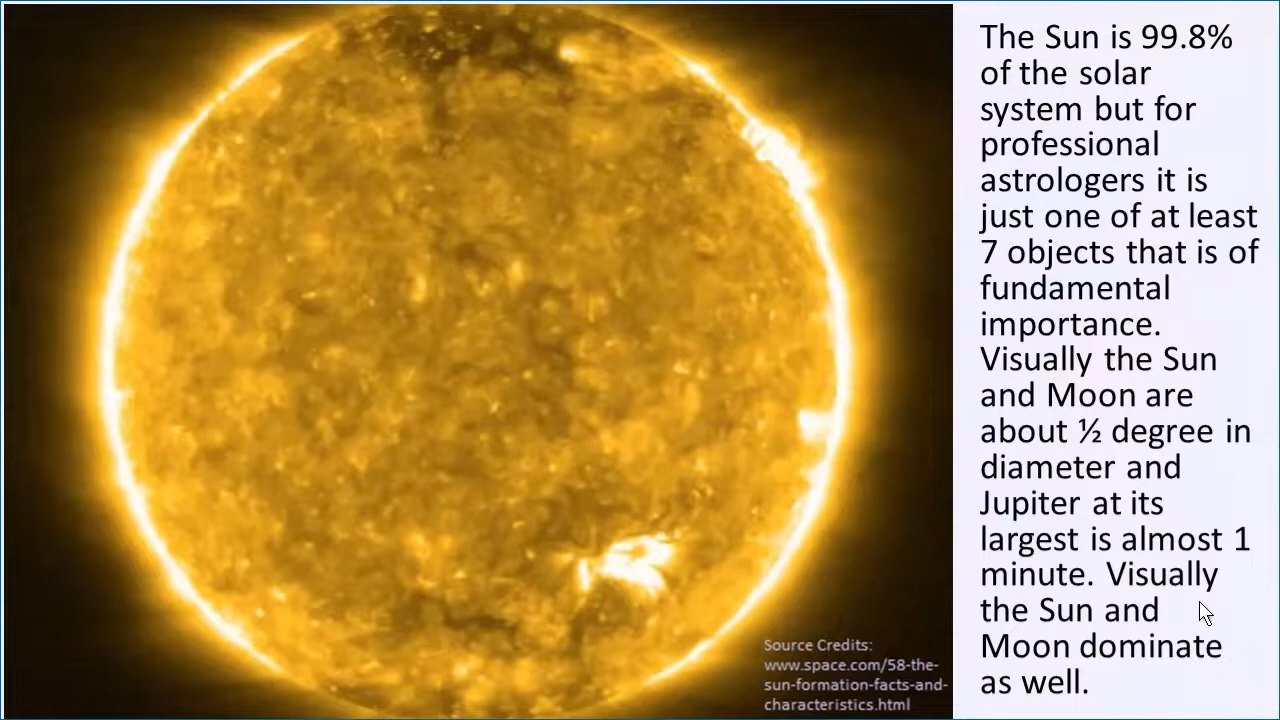 The Sun is 99.8%
of the solar
system but for
professional
astrologers it is
just one of at least
7 objects that is of
fundamental
importance.
Visually the Sun
and Moon are
about ½ degree in
diameter and
Jupiter at its
largest is almost 1
minute. Visually
the Sun and
Moon dominate
as well.
Source Credits:
www.space.com/58-the-
sun-formation-facts-and-
characteristics.html